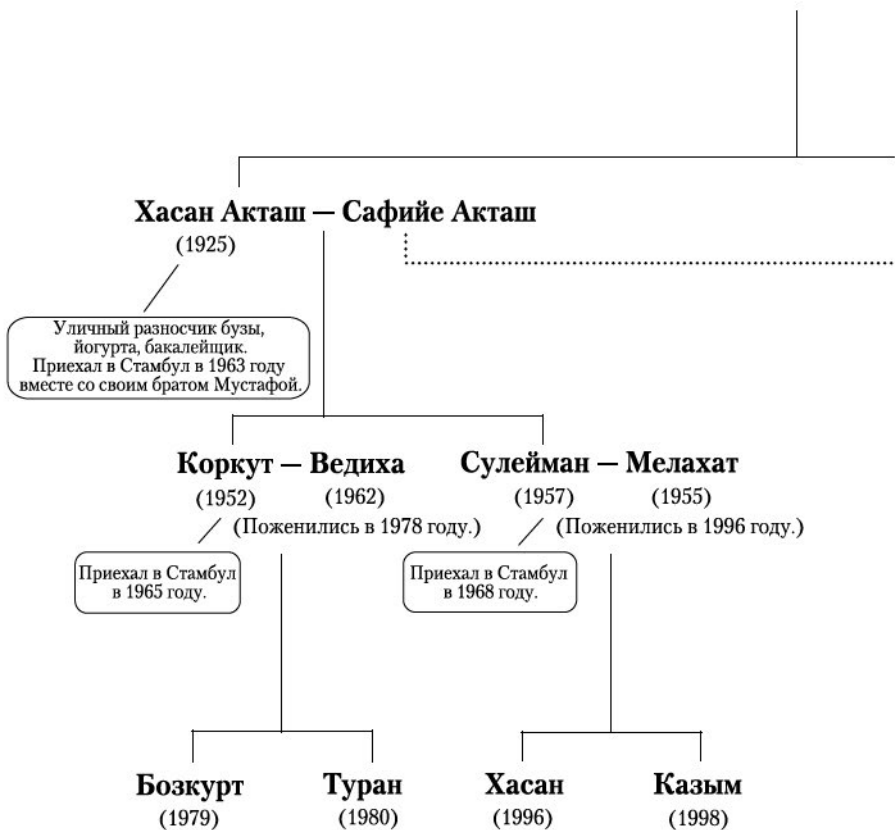 Хасан Акташ — Сафийе Акташ
(1925)
Уличный разносчик бузы,
йогурта, бакалейщик.
Приехал в Стамбул в 1963 году
вместе со своим братом Мустафой.
Коркут — Ведиха
(1952) (1962)
(Поженились в 1978 году.)
Приехал в Стамбул
в 1965 году.
Сулейман — Мелахат
(1957) (1955)
(Поженились в 1996 году.)
Приехал в Стамбул
в 1968 году.
Бозкурт Туран Хасан Казым
(1979) (1980) (1996) (1998)